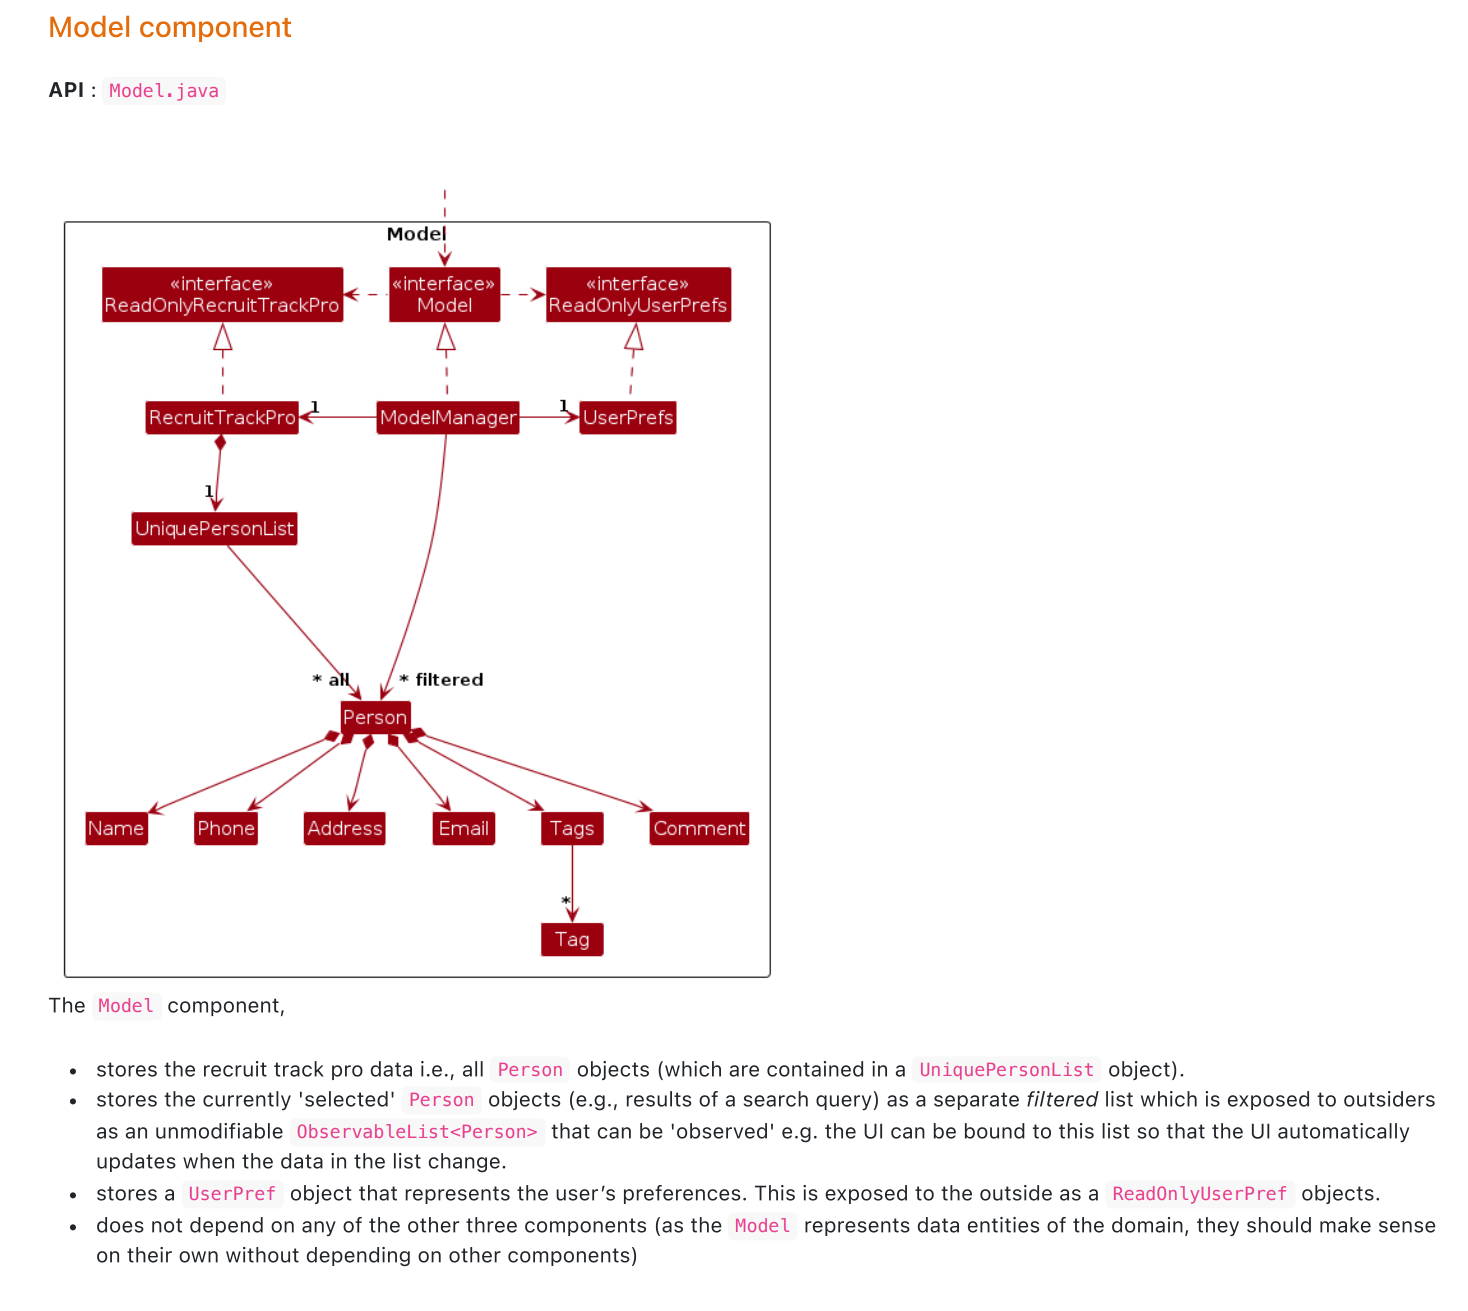 Model component
API : Model.java
Model
«interface»
ReadOnlyRecruitTrackPro
«interface»
Model
«interface»
ReadOnlyUserPrefs
RecruitTrackPro
1
ModelManager
1
UserPrefs
1
UniquePersonList
* all
* filtered
Person
Name
Phone
Address
Email
Tags
Comment
*
Tag
The Model component,
• stores the recruit track pro data i.e., all Person objects (which are contained in a UniquePersonList object).
• stores the currently 'selected' Person objects (e.g., results of a search query) as a separate filtered list which is exposed to outsiders
as an unmodifiable ObservableList<Person> that can be 'observed' e.g. the UI can be bound to this list so that the UI automatically
updates when the data in the list change.
• stores a UserPref object that represents the user’s preferences. This is exposed to the outside as a ReadOnlyUserPref objects.
• does not depend on any of the other three components (as the Model represents data entities of the domain, they should make sense
on their own without depending on other components)